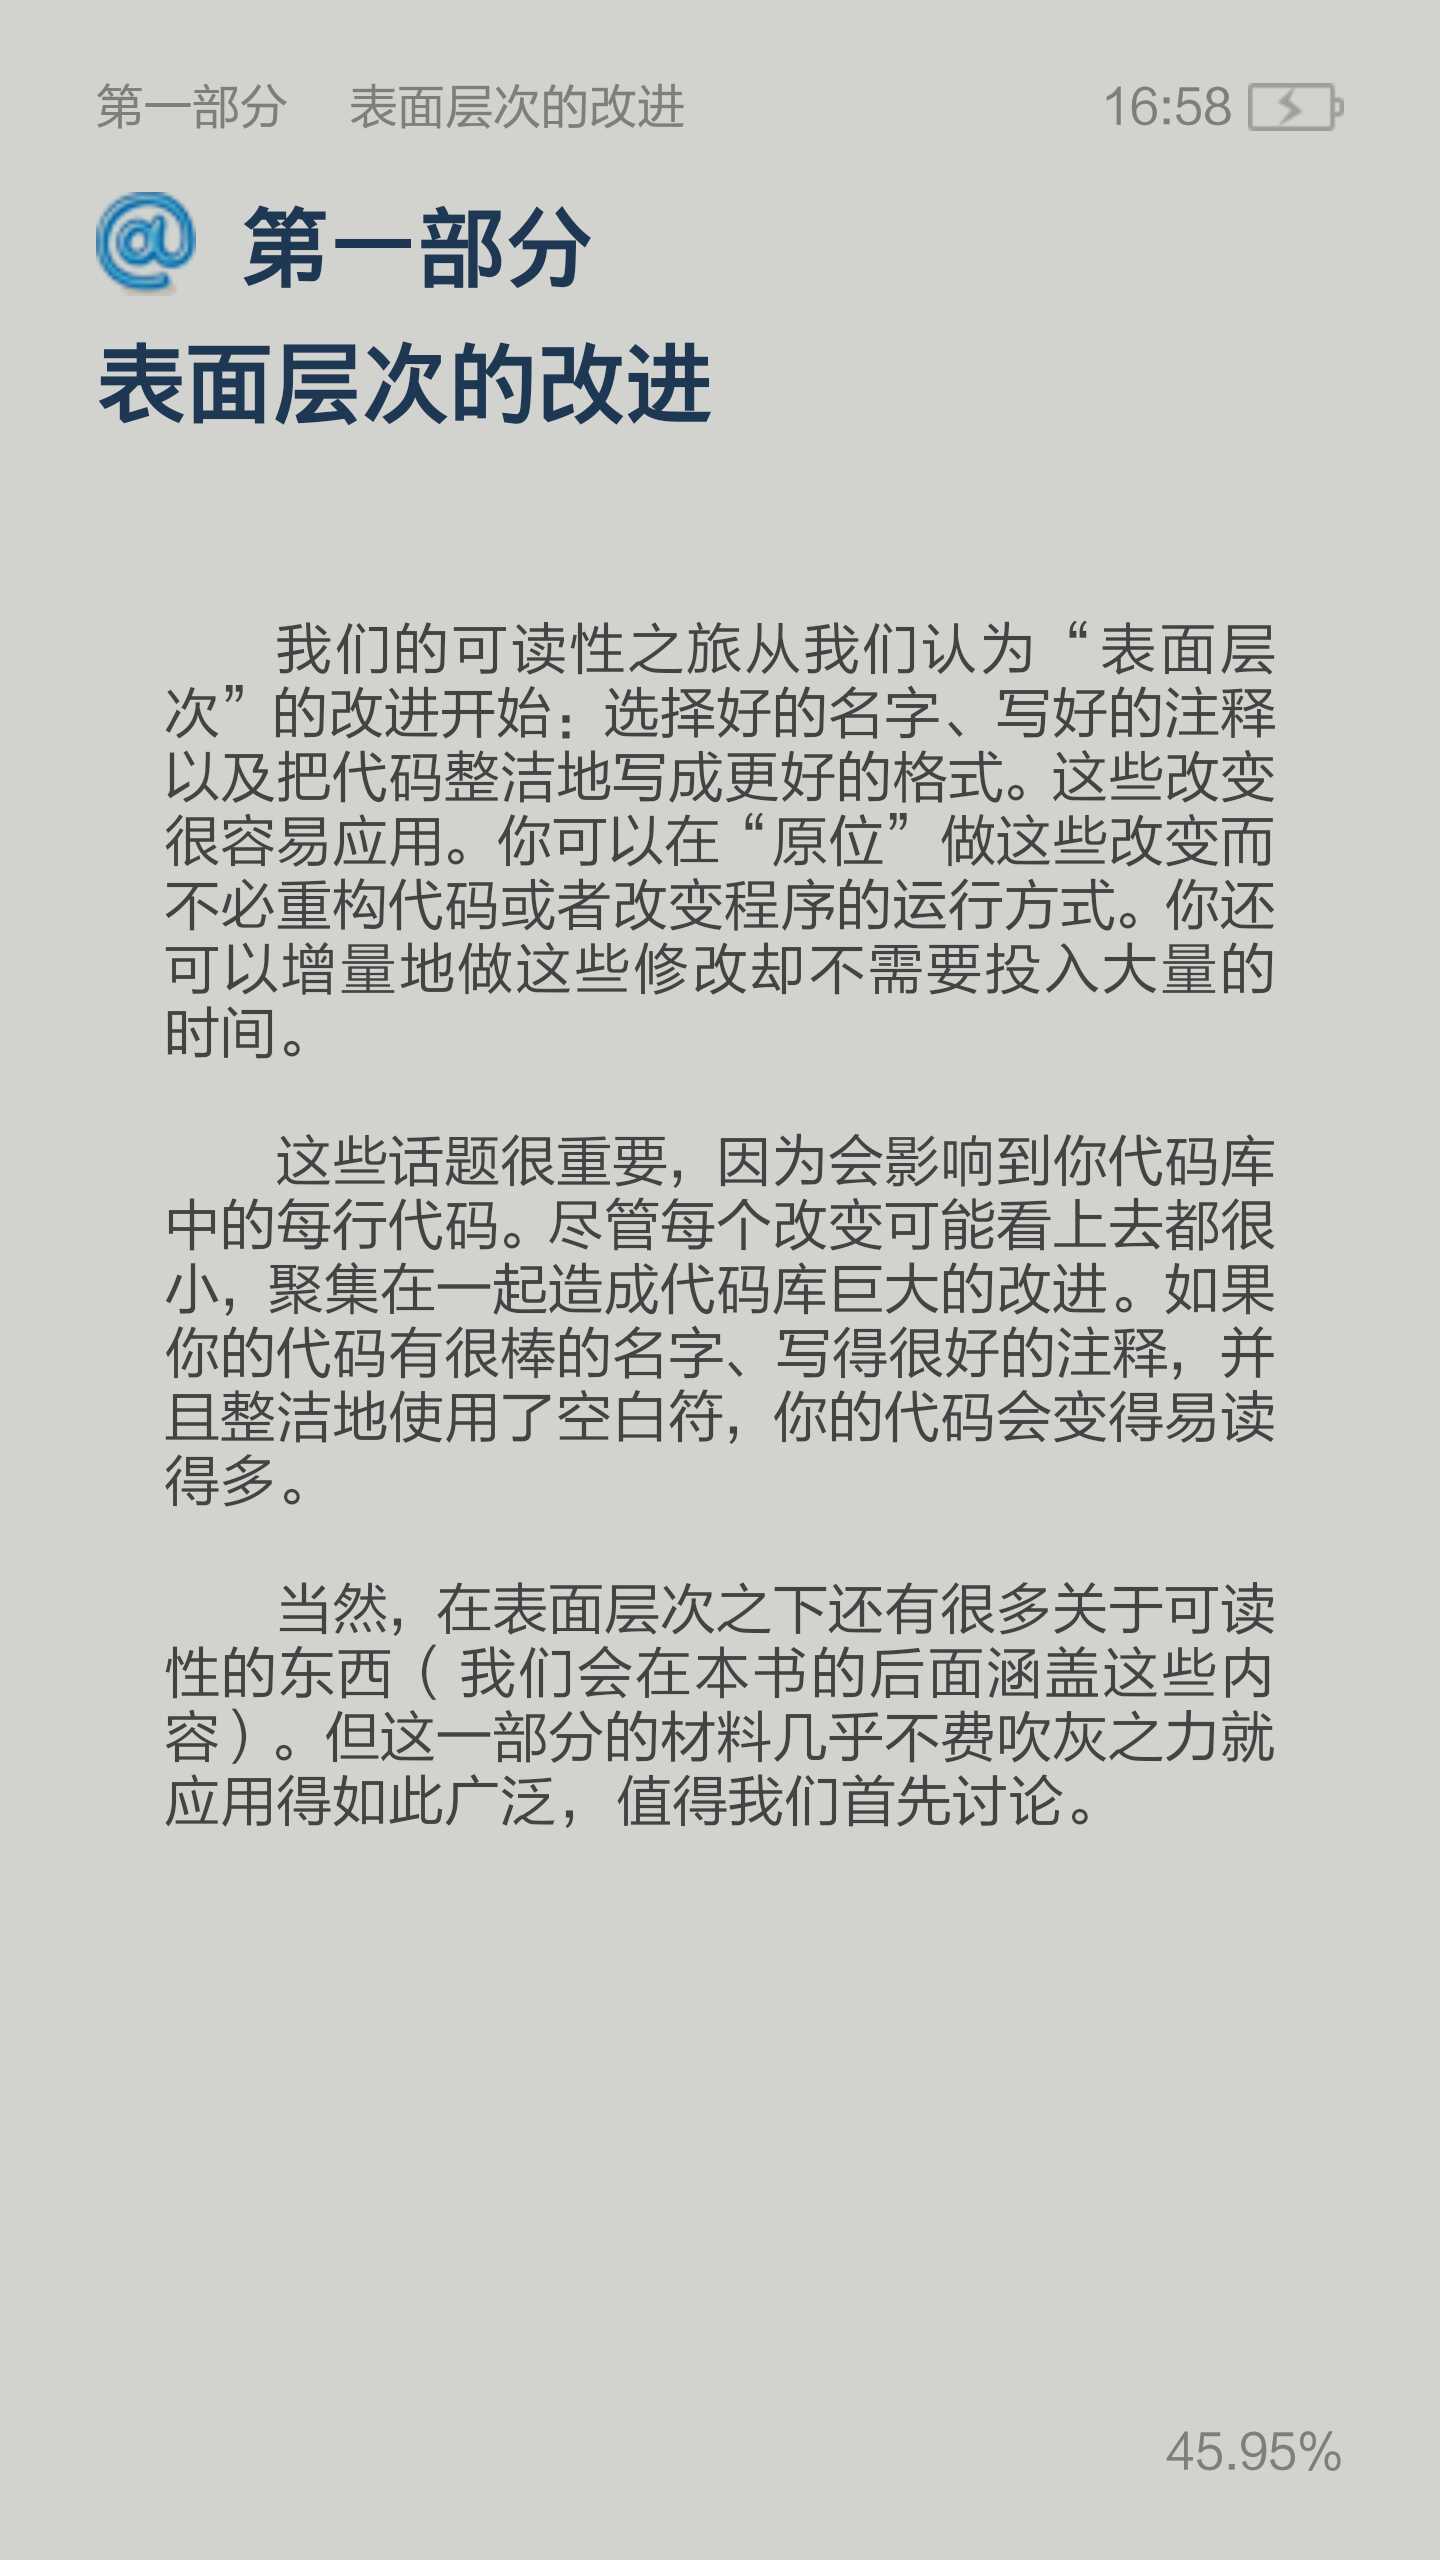 第一部分 表面层次的改进
16:58
@ 第一部分
表面层次的改进
我们的可读性之旅从我们认为“表面层
次”的改进开始：选择好的名字、写好的注释
以及把代码整洁地写成更好的格式。这些改变
很容易应用。你可以在“原位”做这些改变而
不必重构代码或者改变程序的运行方式。你还
可以增量地做这些修改却不需要投入大量的
时间。
这些话题很重要，因为会影响到你代码库
中的每行代码。尽管每个改变可能看上去都很
小，聚集在一起造成代码库巨大的改进。如果
你的代码有很棒的名字、写得很好的注释，并
且整洁地使用了空白符，你的代码会变得易读
得多。
当然，在表面层次之下还有很多关于可读
性的东西（我们会在本书的后面涵盖这些内
容）。但这一部分的材料几乎不费吹灰之力就
应用得如此广泛，值得我们首先讨论。
45.95%